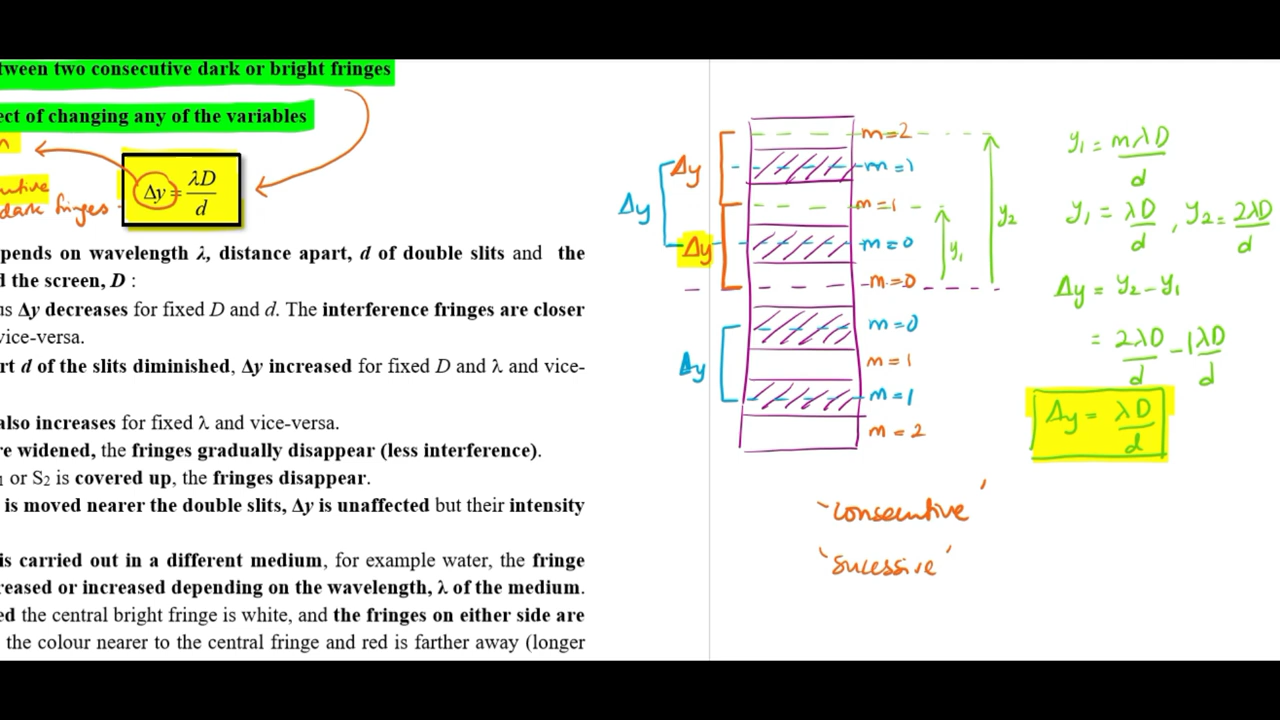 tween two consecutive dark or bright fringes
ect of changing any of the variables
n
utive
dark fringes
Δy = λD/d
pends on wavelength λ, distance apart, d of double slits and the
d the screen, D :
us Δy decreases for fixed D and d. The interference fringes are closer
vice-versa.
rt d of the slits diminished, Δy increased for fixed D and λ and vice-
also increases for fixed λ and vice-versa.
re widened, the fringes gradually disappear (less interference).
1 or S2 is covered up, the fringes disappear.
is moved nearer the double slits, Δy is unaffected but their intensity
is carried out in a different medium, for example water, the fringe
reased or increased depending on the wavelength, λ of the medium.
ed the central bright fringe is white, and the fringes on either side are
the colour nearer to the central fringe and red is farther away (longer
m=2
Δy m=1
Δy m=1 y2
Δy m=0 y1
m=0
m=0
Δy m=1
m=1
m=2
y1 = mλD/d
y1 = λD/d, y2 = 2λD/d
Δy = y2 - y1
= 2λD/d - 1λD/d
Δy = λD/d
`consecutive'
`sucessive'